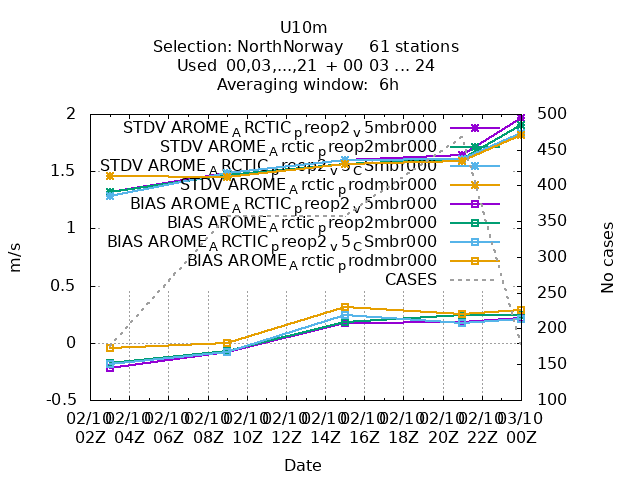 U10m
Selection: NorthNorway 61 stations
Used 00,03,...,21 + 00 03 ... 24
Averaging window: 6h
STDV AROME_ARCTIC_preop2_v5mbr000
STDV AROME_Arctic_preop2mbr000
STDV AROME_ARCTIC_preop2_v5_CSmbr000
STDV AROME_Arctic_prodmbr000
BIAS AROME_ARCTIC_preop2_v5mbr000
BIAS AROME_Arctic_preop2mbr000
BIAS AROME_ARCTIC_preop2_v5_CSmbr000
BIAS AROME_Arctic_prodmbr000
CASES
2
1.5
1
0.5
0
-0.5
m/s
500
450
400
350
300
250
200
150
100
No cases
02/10 02/10 02/10 02/10 02/10 02/10 02/10 02/10 02/10 02/10 02/10 03/10
02Z 04Z 06Z 08Z 10Z 12Z 14Z 16Z 18Z 20Z 22Z 00Z
Date